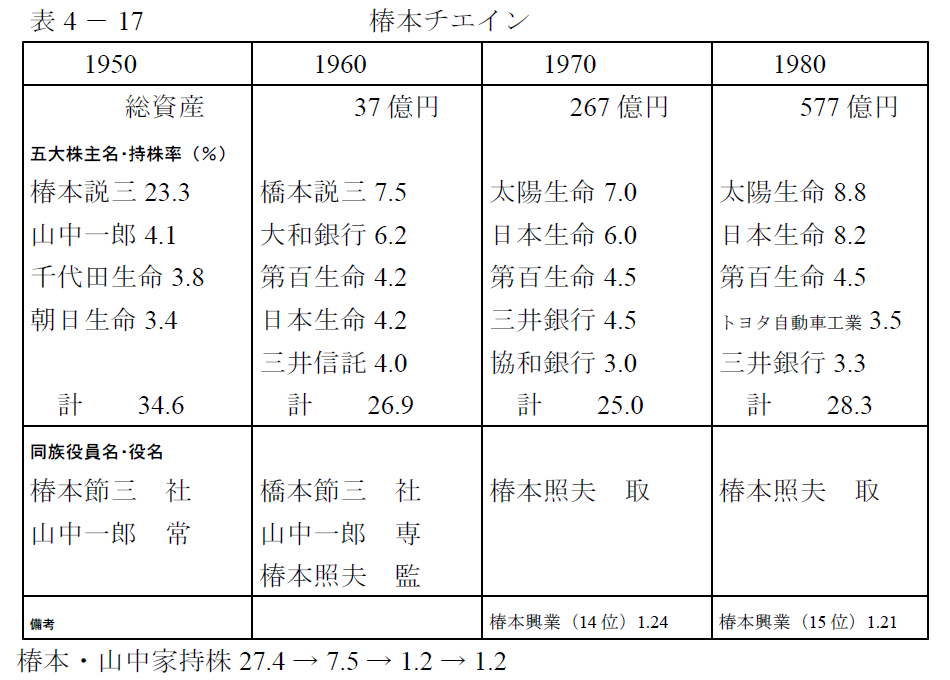 表4－17 椿本チエイン
1950 1960 1970 1980
総資産 37億円 267億円 577億円
五大株主名・持株率（％）
椿本説三 23.3 橋本説三 7.5 太陽生命 7.0 太陽生命 8.8
山中一郎 4.1 大和銀行 6.2 日本生命 6.0 日本生命 8.2
千代田生命 3.8 第百生命 4.2 第百生命 4.5 第百生命 4.5
朝日生命 3.4 日本生命 4.2 三井銀行 4.5 トヨタ自動車工業 3.5
三井信託 4.0 協和銀行 3.0 三井銀行 3.3
計 34.6 計 26.9 計 25.0 計 28.3
同族役員名・役名
椿本節三 社 橋本節三 社 椿本照夫 取 椿本照夫 取
山中一郎 常 山中一郎 専
椿本照夫 監
備考 椿本興業（14位）1.24 椿本興業（15位）1.21
椿本・山中家持株 27.4 → 7.5 → 1.2 → 1.2